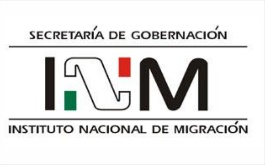 SECRETARÍA DE GOBERNACIÓN
INM
INSTITUTO NACIONAL DE MIGRACIÓN